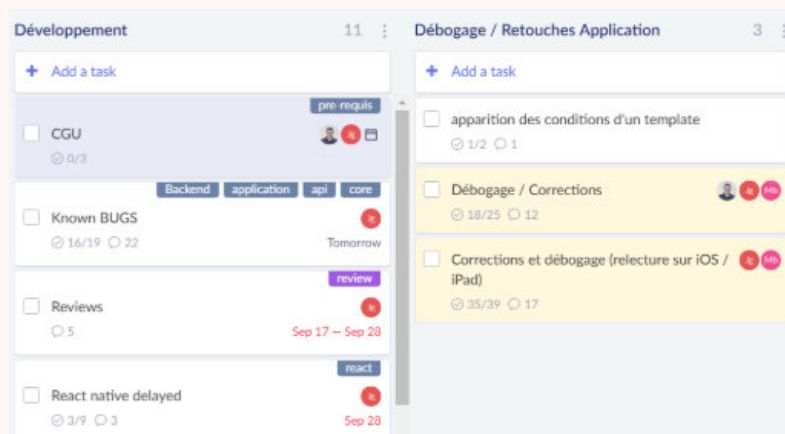 Développement 11
+ Add a task
pre-requis
CGU
0/3
Backend application api core
Known BUGS
16/19 22
Tomorrow
review
Reviews
5
Sep 17 — Sep 28
react
React native delayed
3/9 3
Sep 28
Débogage / Retouches Application 3
+ Add a task
apparition des conditions d'un template
1/2 1
Débogage / Corrections
Mb
18/25 12
Corrections et débogage (relecture sur iOS /
iPad)
Mb
35/39 17